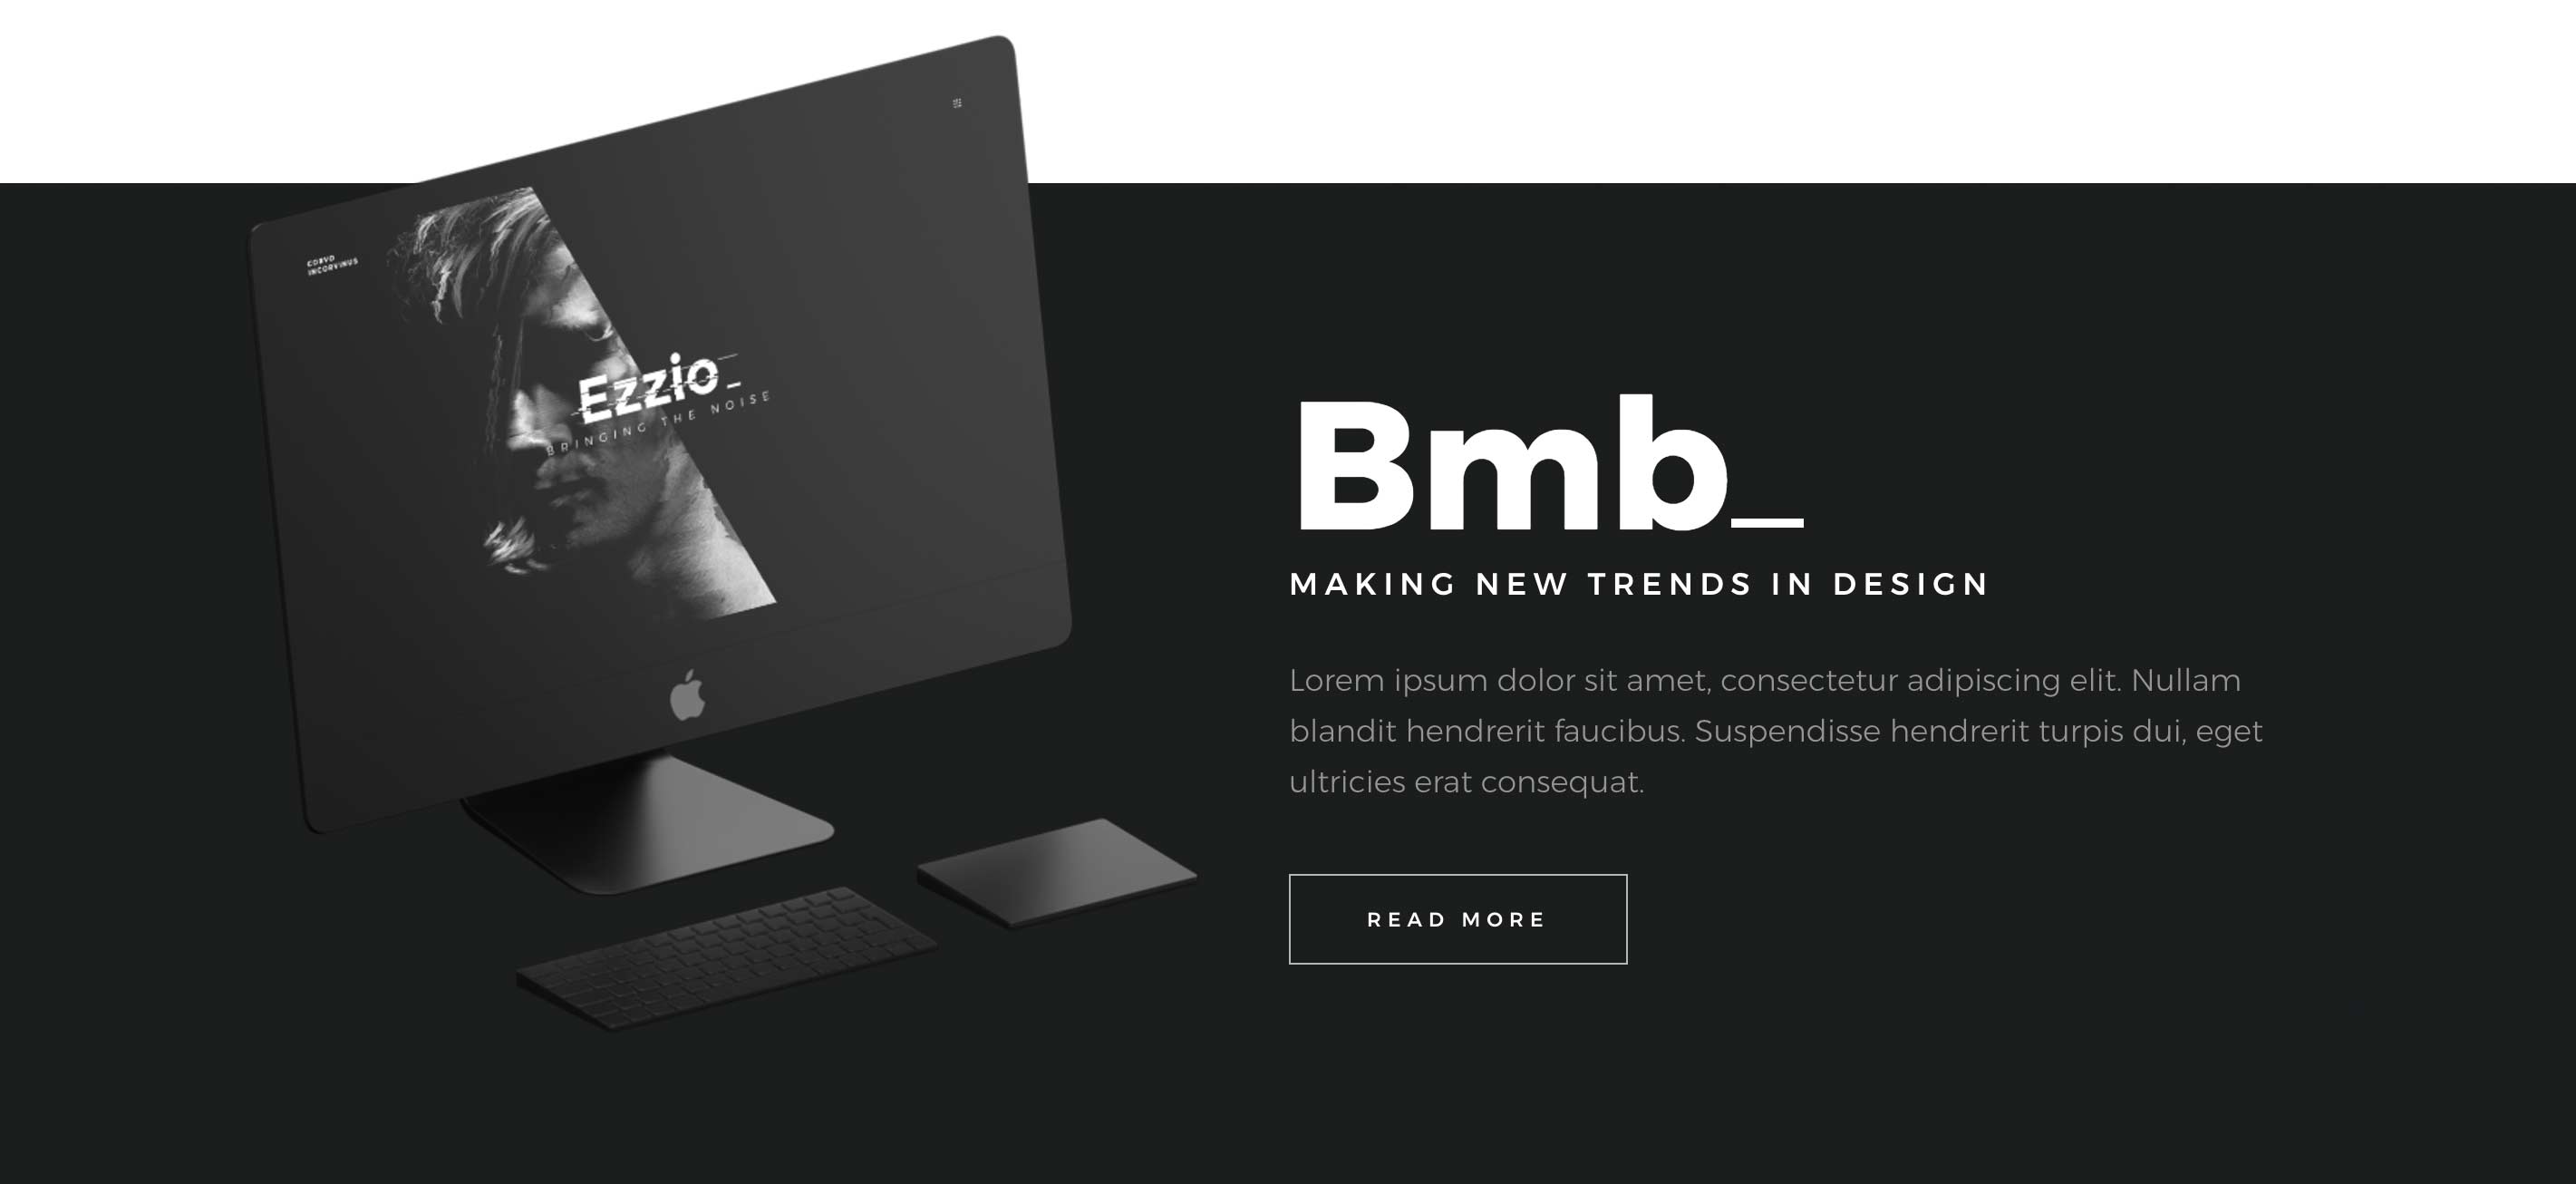 CORVO
INCORVINUS
Ezzio_
BRINGING THE NOISE
Bmb_
MAKING NEW TRENDS IN DESIGN
Lorem ipsum dolor sit amet, consectetur adipiscing elit. Nullam
blandit hendrerit faucibus. Suspendisse hendrerit turpis dui, eget
ultricies erat consequat.
READ MORE